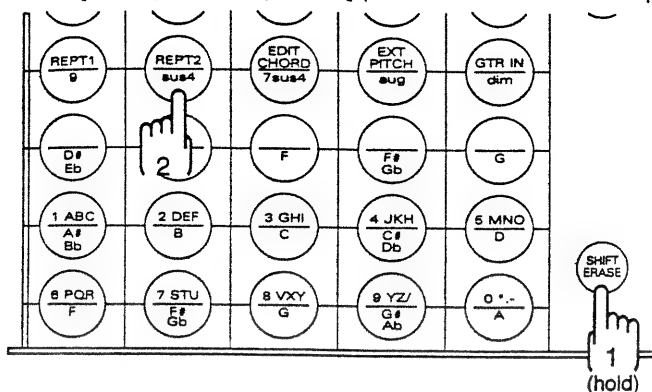 REPT1
9
REPT2
sus4
EDIT
CHORD
7sus4
EXT
PITCH
aug
GTR IN
dim
D#
Eb
2
F
F#
Gb
G
1 ABC
A#
Bb
2 DEF
B
3 GHI
C
4 JKH
C#
Db
5 MNO
D
SHIFT
ERASE
6 PQR
F
7 STU
F#
Gb
8 VXY
G
9 YZ/
G#
Ab
0 *.-
A
1
(hold)